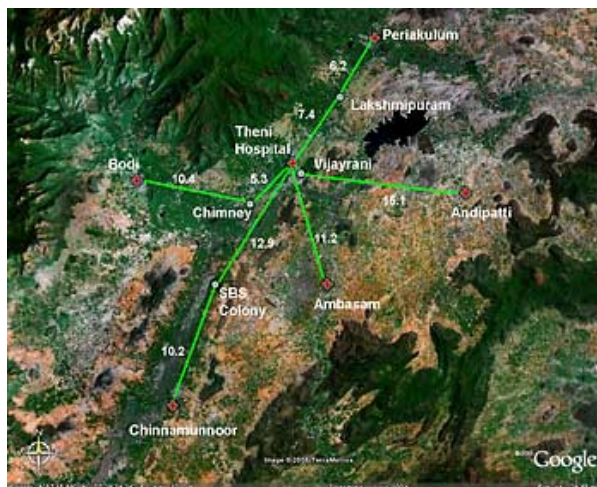 Periakulum
6.2
Lakshmipuram
7.4
Theni
Hospital
Vijayrani
Bodi
10.4
5.3
Chimney
15.1
Andipatti
12.9
11.2
SBS
Colony
Ambasam
10.2
Chinnamunnoor
N
Google